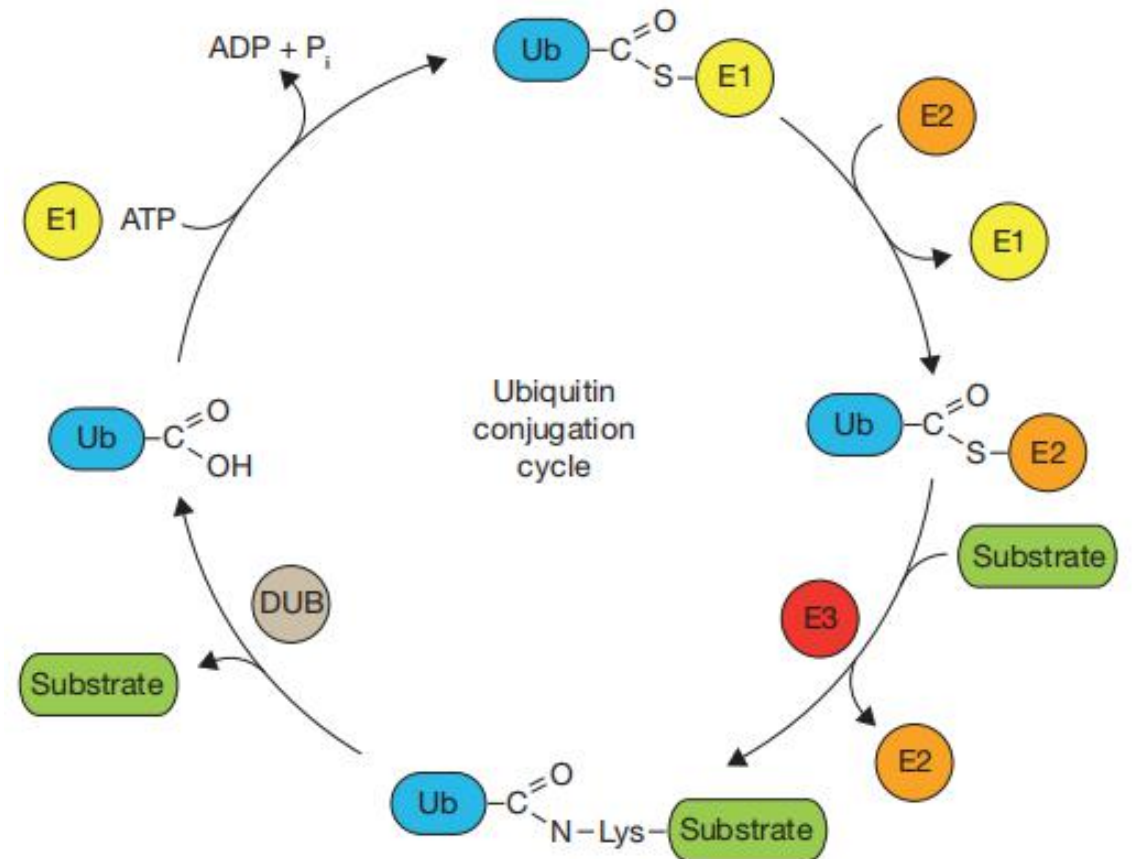 ADP + Pi
Ub
C
O
S
E1
E2
E1
ATP
E1
Ub
C
O
OH
Ubiquitin
conjugation
cycle
Ub
C
O
S
E2
Substrate
DUB
E3
Substrate
E2
Ub
C
O
N
Lys
Substrate